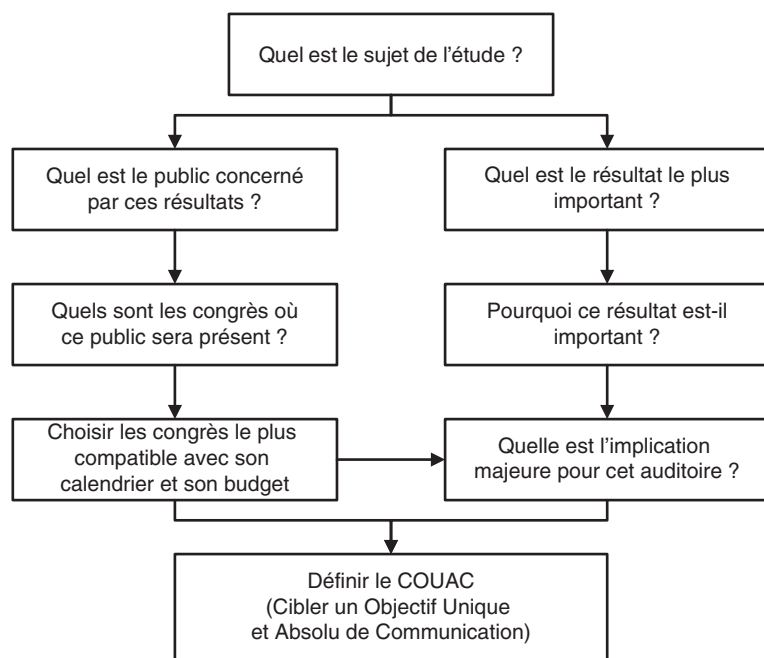 Quel est le sujet de l’étude ?
Quel est le public concerné
par ces résultats ?
Quel est le résultat le plus
important ?
Quels sont les congrès où
ce public sera présent ?
Pourquoi ce résultat est-il
important ?
Choisir les congrès le plus
compatible avec son
calendrier et son budget
Quelle est l’implication
majeure pour cet auditoire ?
Définir le COUAC
(Cibler un Objectif Unique
et Absolu de Communication)